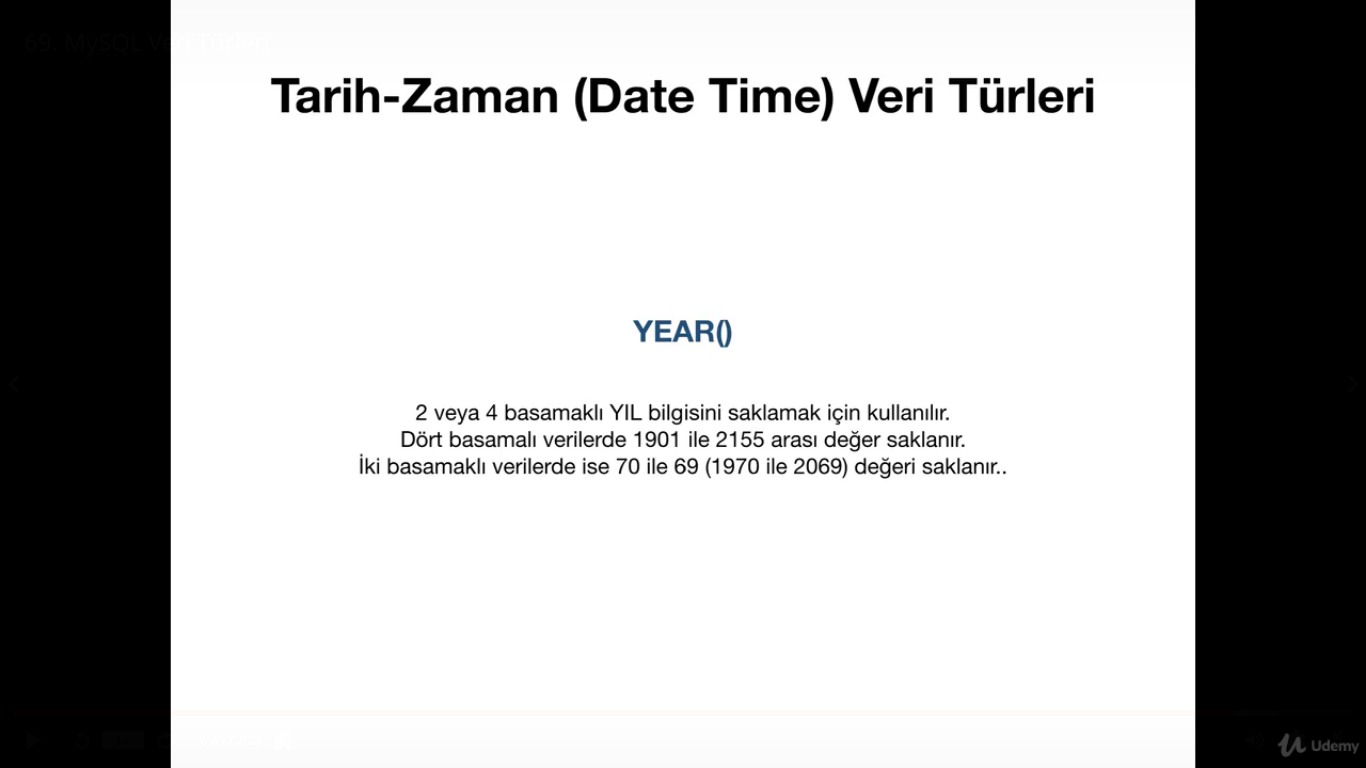 69. MySQL Veri Türleri
Tarih-Zaman (Date Time) Veri Türleri
YEAR()
2 veya 4 basamaklı YIL bilgisini saklamak için kullanılır.
Dört basamalı verilerde 1901 ile 2155 arası değer saklanır.
İki basamaklı verilerde ise 70 ile 69 (1970 ile 2069) değeri saklanır..
Udemy